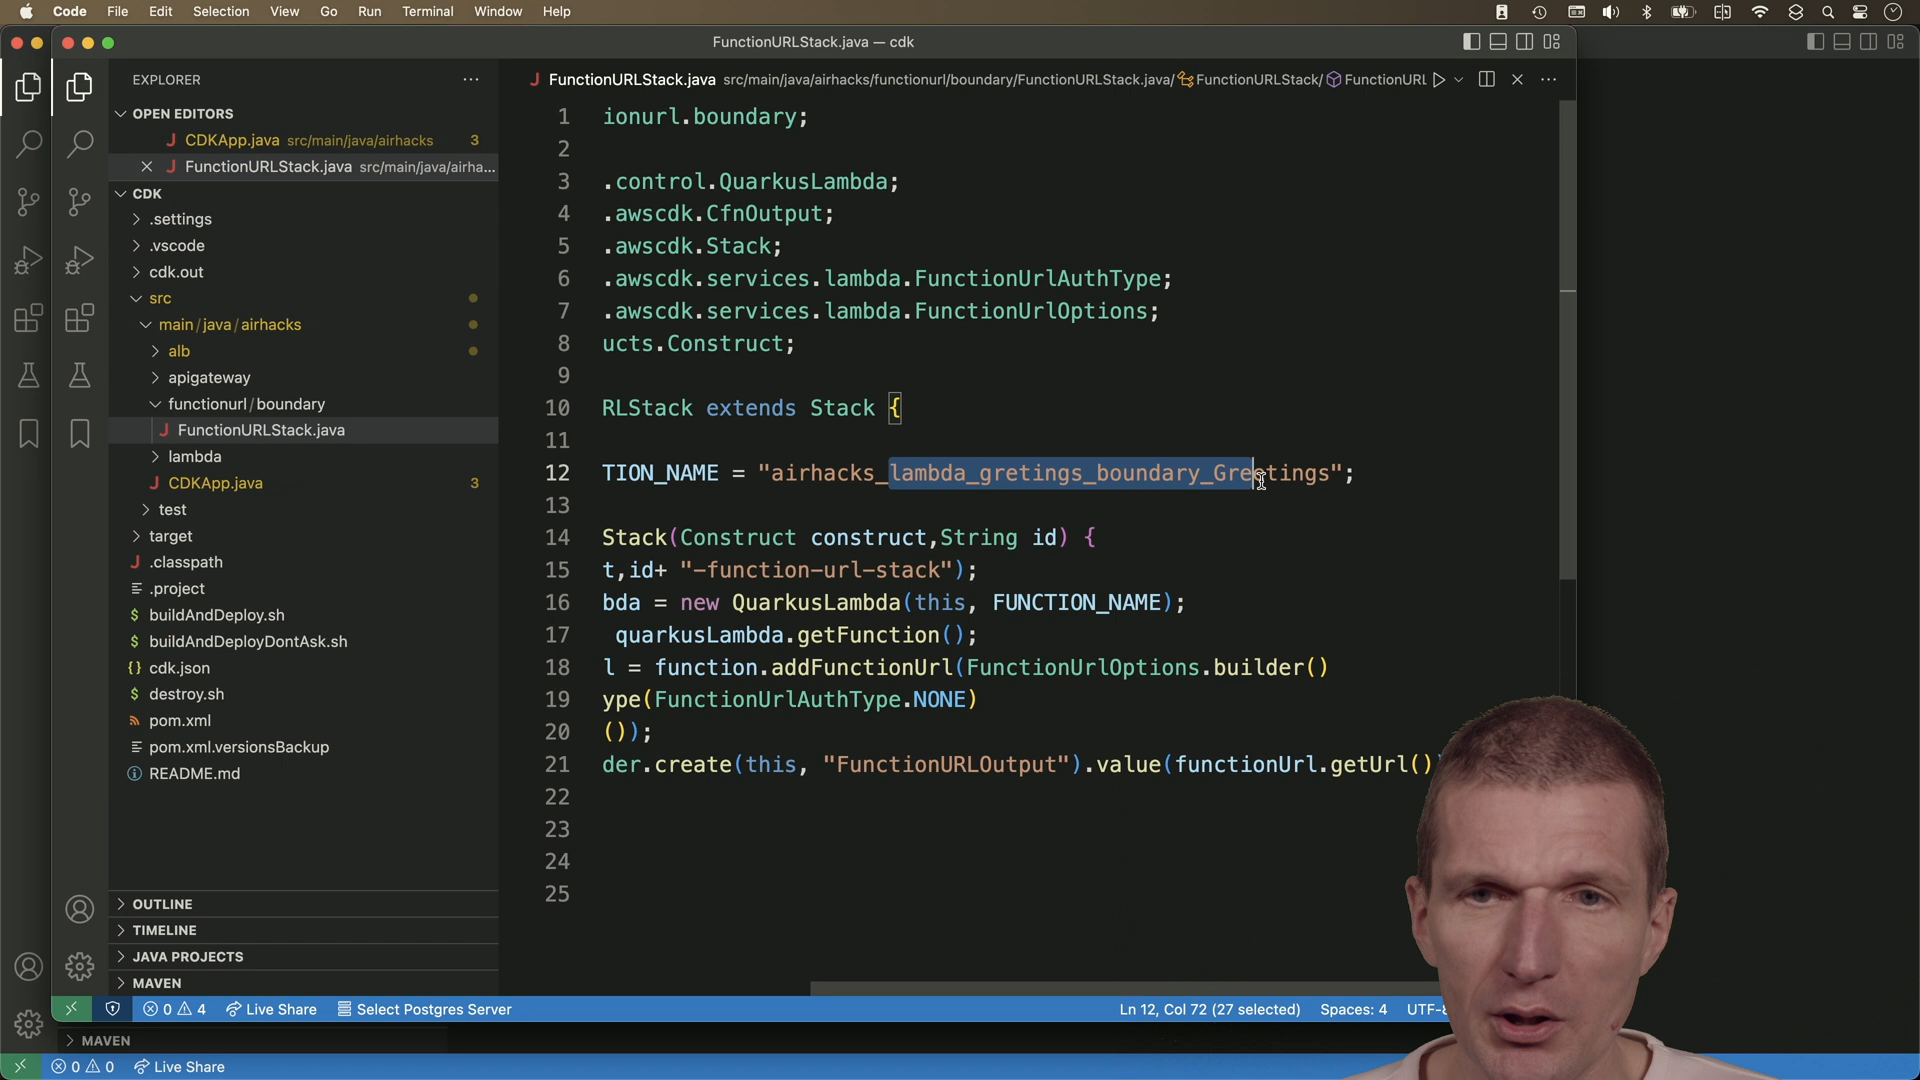 Code File Edit Selection View Go Run Terminal Window Help
FunctionURLStack.java — cdk
EXPLORER
OPEN EDITORS
CDKApp.java src/main/java/airhacks 3
FunctionURLStack.java src/main/java/airha...
CDK
.settings
.vscode
cdk.out
src
main/java/airhacks
alb
apigateway
functionurl/boundary
FunctionURLStack.java
lambda
CDKApp.java 3
test
target
.classpath
.project
buildAndDeploy.sh
buildAndDeployDontAsk.sh
cdk.json
destroy.sh
pom.xml
pom.xml.versionsBackup
README.md
OUTLINE
TIMELINE
JAVA PROJECTS
MAVEN
FunctionURLStack.java src/main/java/airhacks/functionurl/boundary/FunctionURLStack.java/ FunctionURLStack/ FunctionURL
1 ionurl.boundary;
2
3 .control.QuarkusLambda;
4 .awscdk.CfnOutput;
5 .awscdk.Stack;
6 .awscdk.services.lambda.FunctionUrlAuthType;
7 .awscdk.services.lambda.FunctionUrlOptions;
8 ucts.Construct;
9
10 RLStack extends Stack {
11
12 TION_NAME = "airhacks_lambda_gretings_boundary_Greetings";
13
14 Stack(Construct construct,String id) {
15 t,id+ "-function-url-stack");
16 bda = new QuarkusLambda(this, FUNCTION_NAME);
17 quarkusLambda.getFunction();
18 l = function.addFunctionUrl(FunctionUrlOptions.builder()
19 ype(FunctionUrlAuthType.NONE)
20 ());
21 der.create(this, "FunctionURLOutput").value(functionUrl.getUrl())
22
23
24
25
0 4 Live Share Select Postgres Server Ln 12, Col 72 (27 selected) Spaces: 4 UTF-8
MAVEN
0 0 Live Share